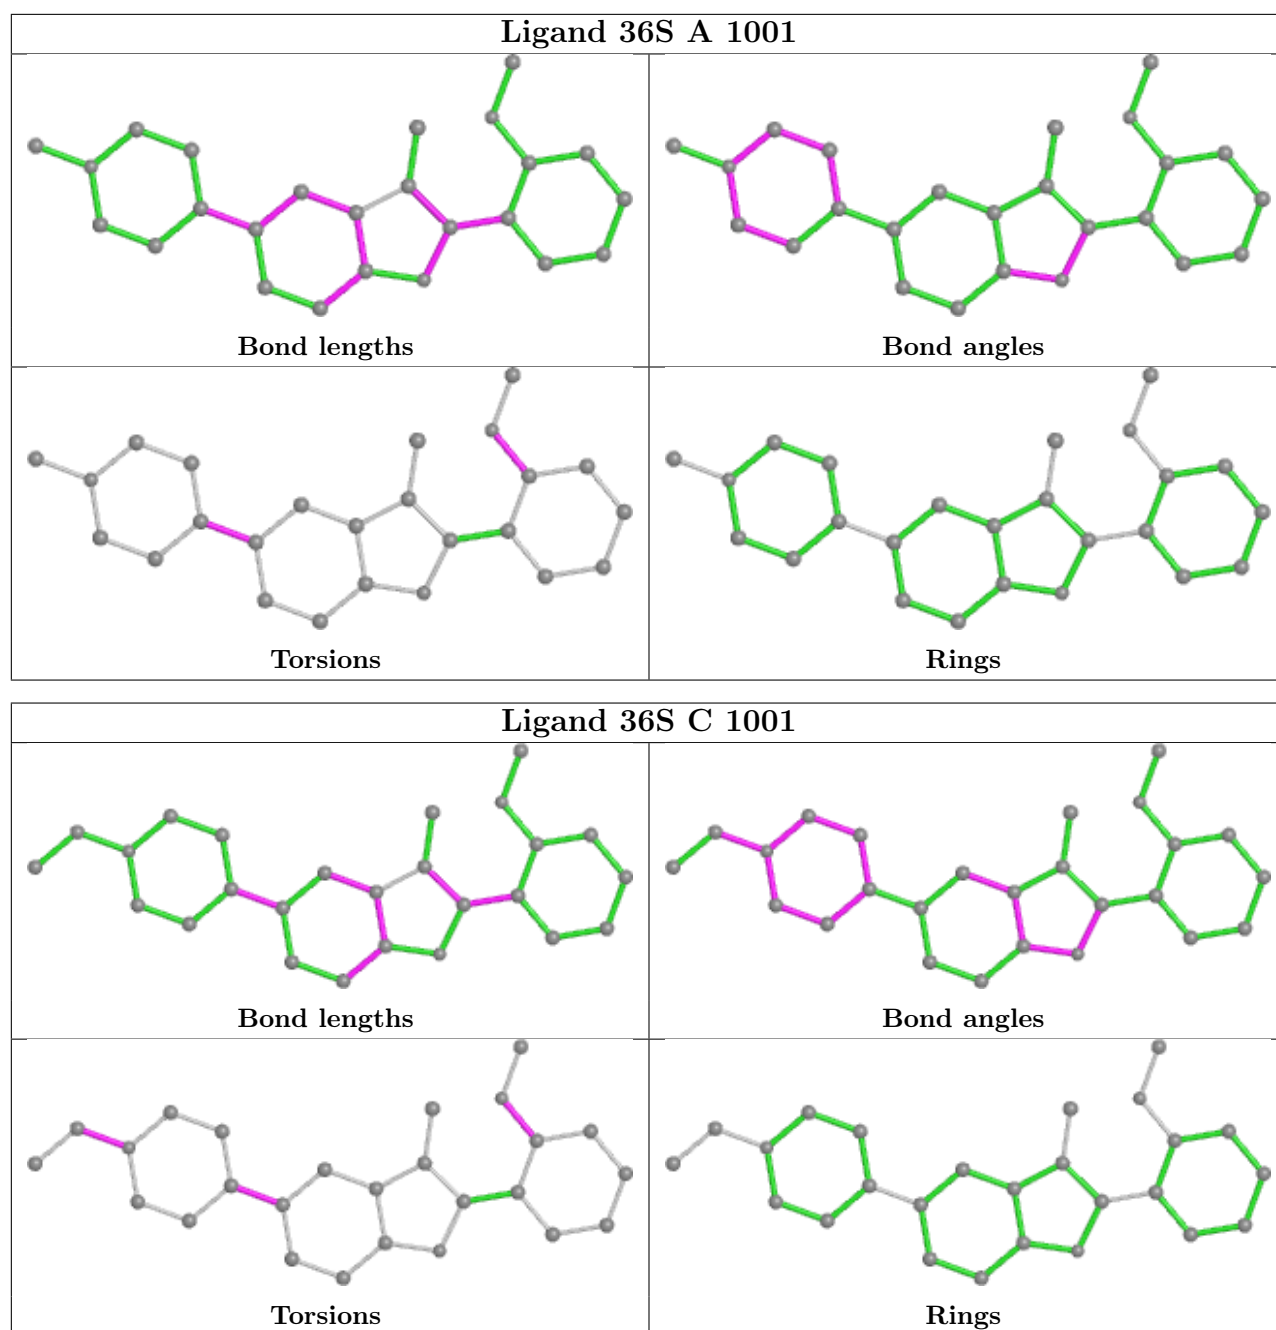 Ligand 36S A 1001
Bond lengths
Bond angles
Torsions
Rings
Ligand 36S C 1001
Bond lengths
Bond angles
Torsions
Rings